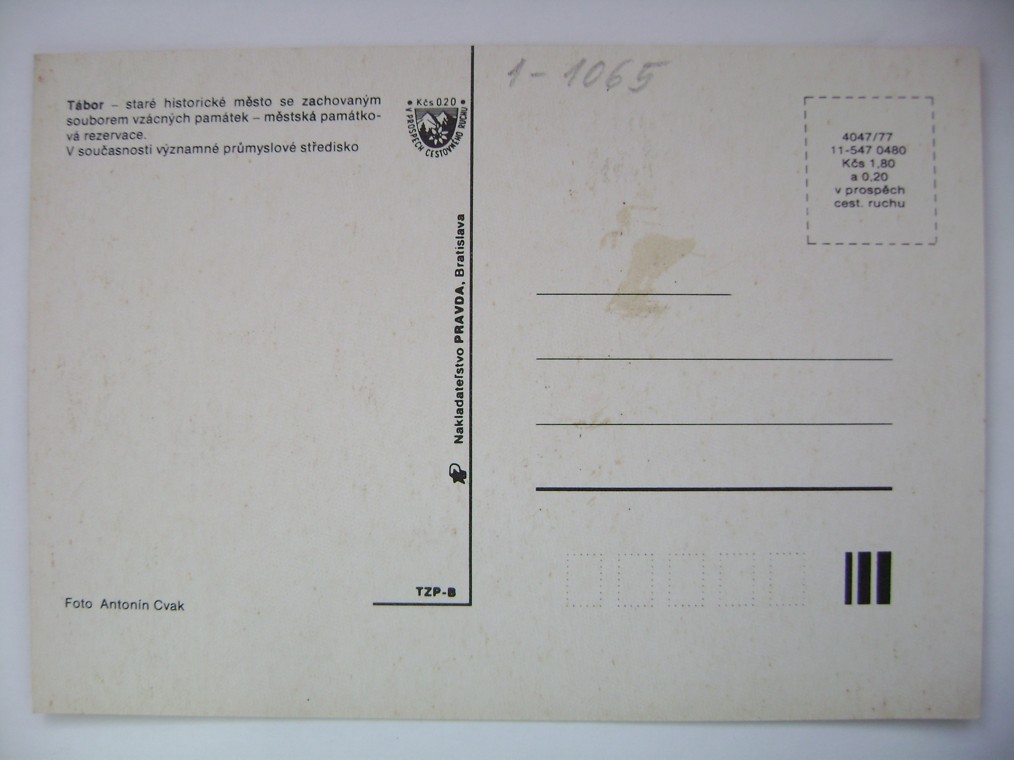 1-1065
Tábor – staré historické město se zachovaným
souborem vzácných památek – městská památko-
vá rezervace.
V současnosti významné průmyslové středisko
Kčs 0.20
V PROSPĚCH CESTOVNÉHO RUCHU
4047/77
11-547 0480
Kčs 1,80
a 0,20
v prospěch
cest. ruchu
Nakladateľstvo PRAVDA, Bratislava
TZP-B
Foto Antonín Cvak